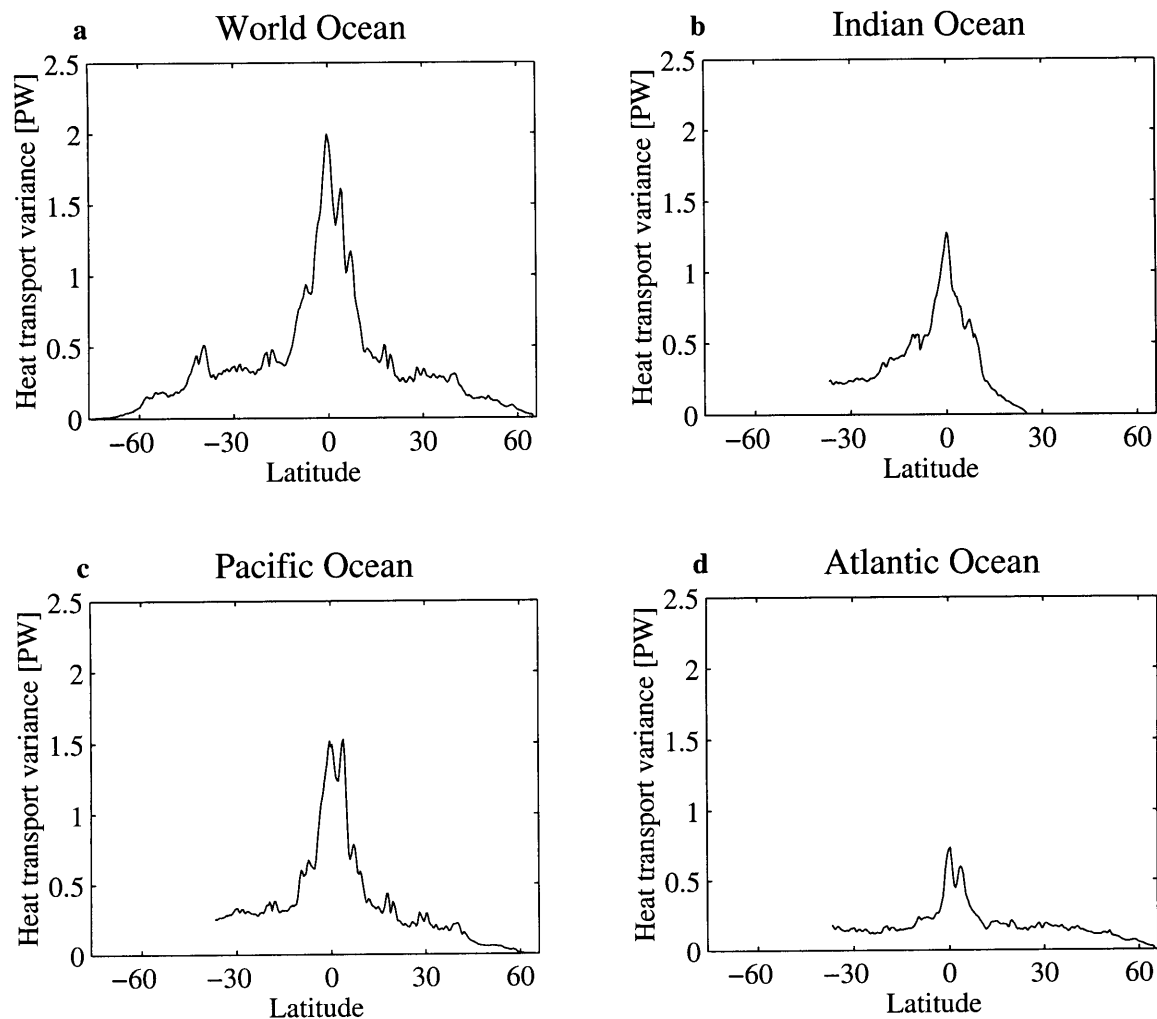 a World Ocean
Heat transport variance [PW]
2.5
2
1.5
1
0.5
0
−60 −30 0 30 60
Latitude
b Indian Ocean
Heat transport variance [PW]
2.5
2
1.5
1
0.5
0
−60 −30 0 30 60
Latitude
c Pacific Ocean
Heat transport variance [PW]
2.5
2
1.5
1
0.5
0
−60 −30 0 30 60
Latitude
d Atlantic Ocean
Heat transport variance [PW]
2.5
2
1.5
1
0.5
0
−60 −30 0 30 60
Latitude